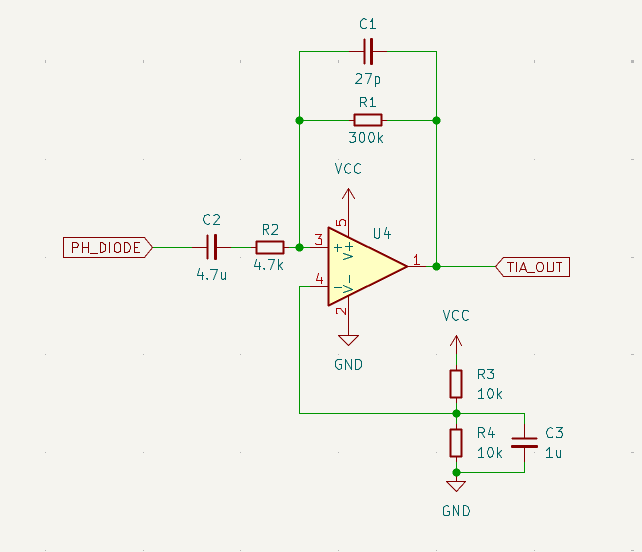 C1
27p
R1
300k
VCC
C2
R2
U4
5
PH_DIODE
3
+
V+
1
TIA_OUT
4.7u
4.7k
4
-
V-
2
GND
VCC
R3
10k
R4
10k
C3
1u
GND